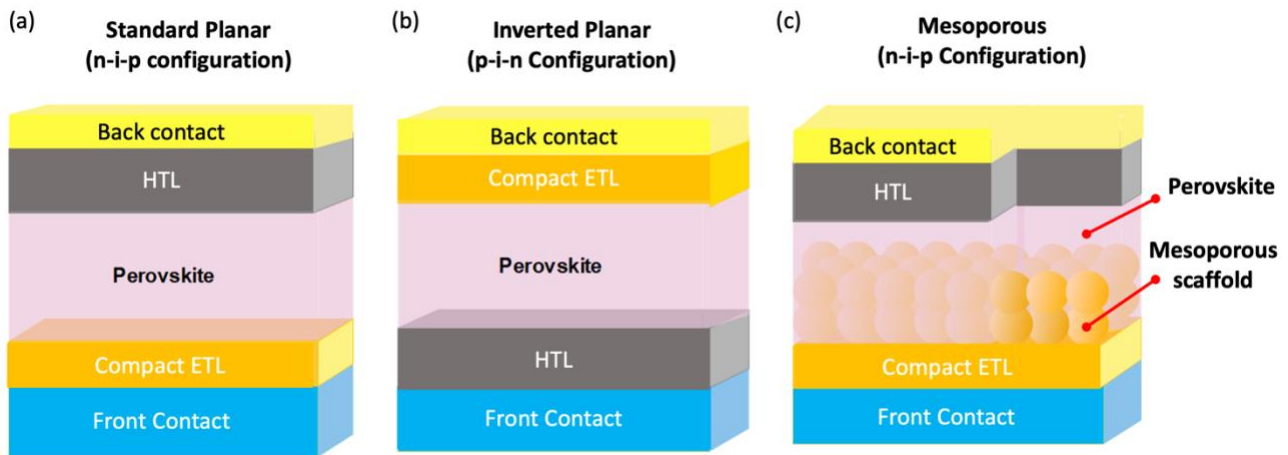 (a)
Standard Planar
(n-i-p configuration)
Back contact
HTL
Perovskite
Compact ETL
Front Contact
(b)
Inverted Planar
(p-i-n Configuration)
Back contact
Compact ETL
Perovskite
HTL
Front Contact
(c)
Mesoporous
(n-i-p Configuration)
Back contact
HTL
Perovskite
Mesoporous
scaffold
Compact ETL
Front Contact